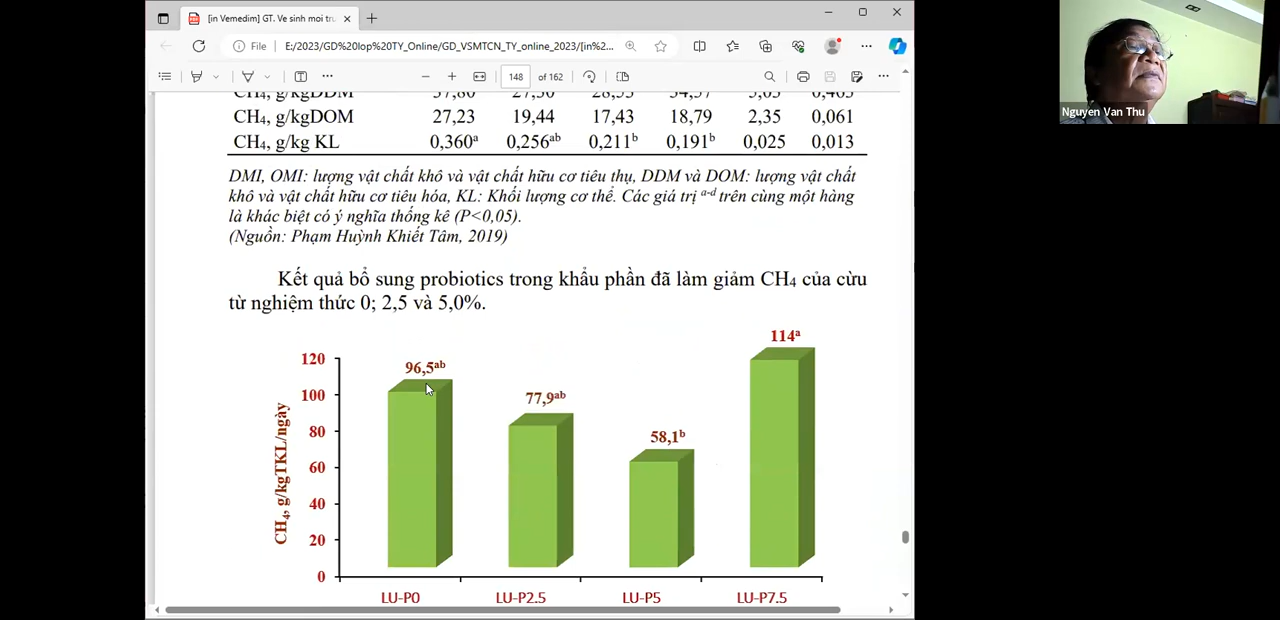 [in Vemedim] GT. Ve sinh moi tru
File
E:/2023/GD%20lop%20TY_Online/GD_VSMTCN_TY_online_2023/[in%2...
148 of 162
CH₄, g/kgDDM 37,80 27,30
CH₄, g/kgDOM 27,23 19,44 17,43 18,79 2,35 0,061
CH₄, g/kg KL 0,360ᵃ 0,256ᵃᵇ 0,211ᵇ 0,191ᵇ 0,025 0,013
DMI, OMI: lượng vật chất khô và vật chất hữu cơ tiêu thụ, DDM và DOM: lượng vật chất
khô và vật chất hữu cơ tiêu hóa, KL: Khối lượng cơ thể. Các giá trị ᵃ⁻ᵈ trên cùng một hàng
là khác biệt có ý nghĩa thống kê (P<0,05).
(Nguồn: Phạm Huỳnh Khiết Tâm, 2019)
Kết quả bổ sung probiotics trong khẩu phần đã làm giảm CH₄ của cừu
từ nghiệm thức 0; 2,5 và 5,0%.
CH₄, g/kgTKL/ngày
120
100
80
60
40
20
0
96,5ᵃᵇ
77,9ᵃᵇ
58,1ᵇ
114ᵃ
LU-P0 LU-P2.5 LU-P5 LU-P7.5
Nguyen Van Thu